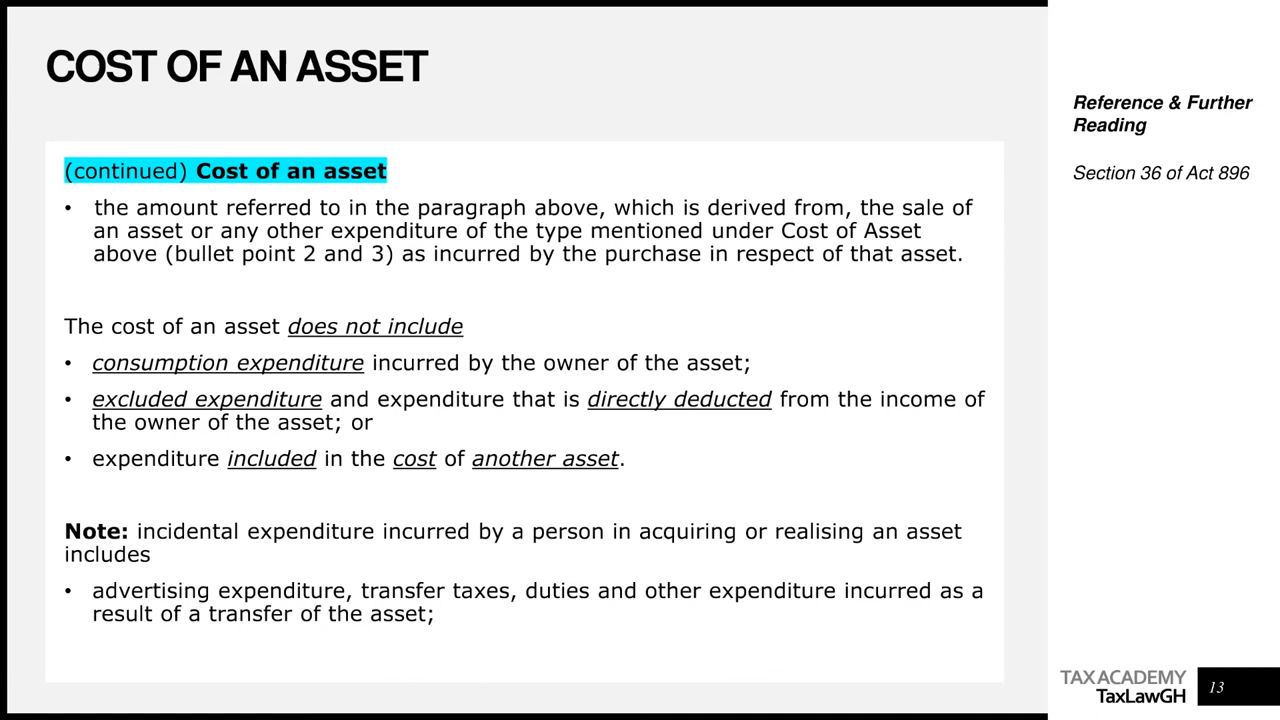 COST OF AN ASSET
(continued) Cost of an asset
• the amount referred to in the paragraph above, which is derived from, the sale of
an asset or any other expenditure of the type mentioned under Cost of Asset
above (bullet point 2 and 3) as incurred by the purchase in respect of that asset.
The cost of an asset does not include
• consumption expenditure incurred by the owner of the asset;
• excluded expenditure and expenditure that is directly deducted from the income of
the owner of the asset; or
• expenditure included in the cost of another asset.
Note: incidental expenditure incurred by a person in acquiring or realising an asset
includes
• advertising expenditure, transfer taxes, duties and other expenditure incurred as a
result of a transfer of the asset;
Reference & Further
Reading
Section 36 of Act 896
TAX ACADEMY
TaxLawGH
13